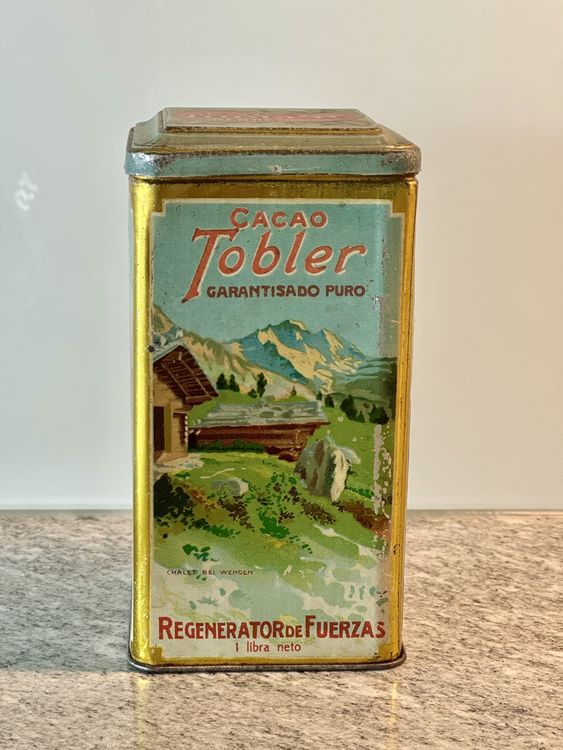 CACAO
Tobler
GARANTISADO PURO
CHALET BEI WENGEN
REGENERATOR DE FUERZAS
1 libra neto